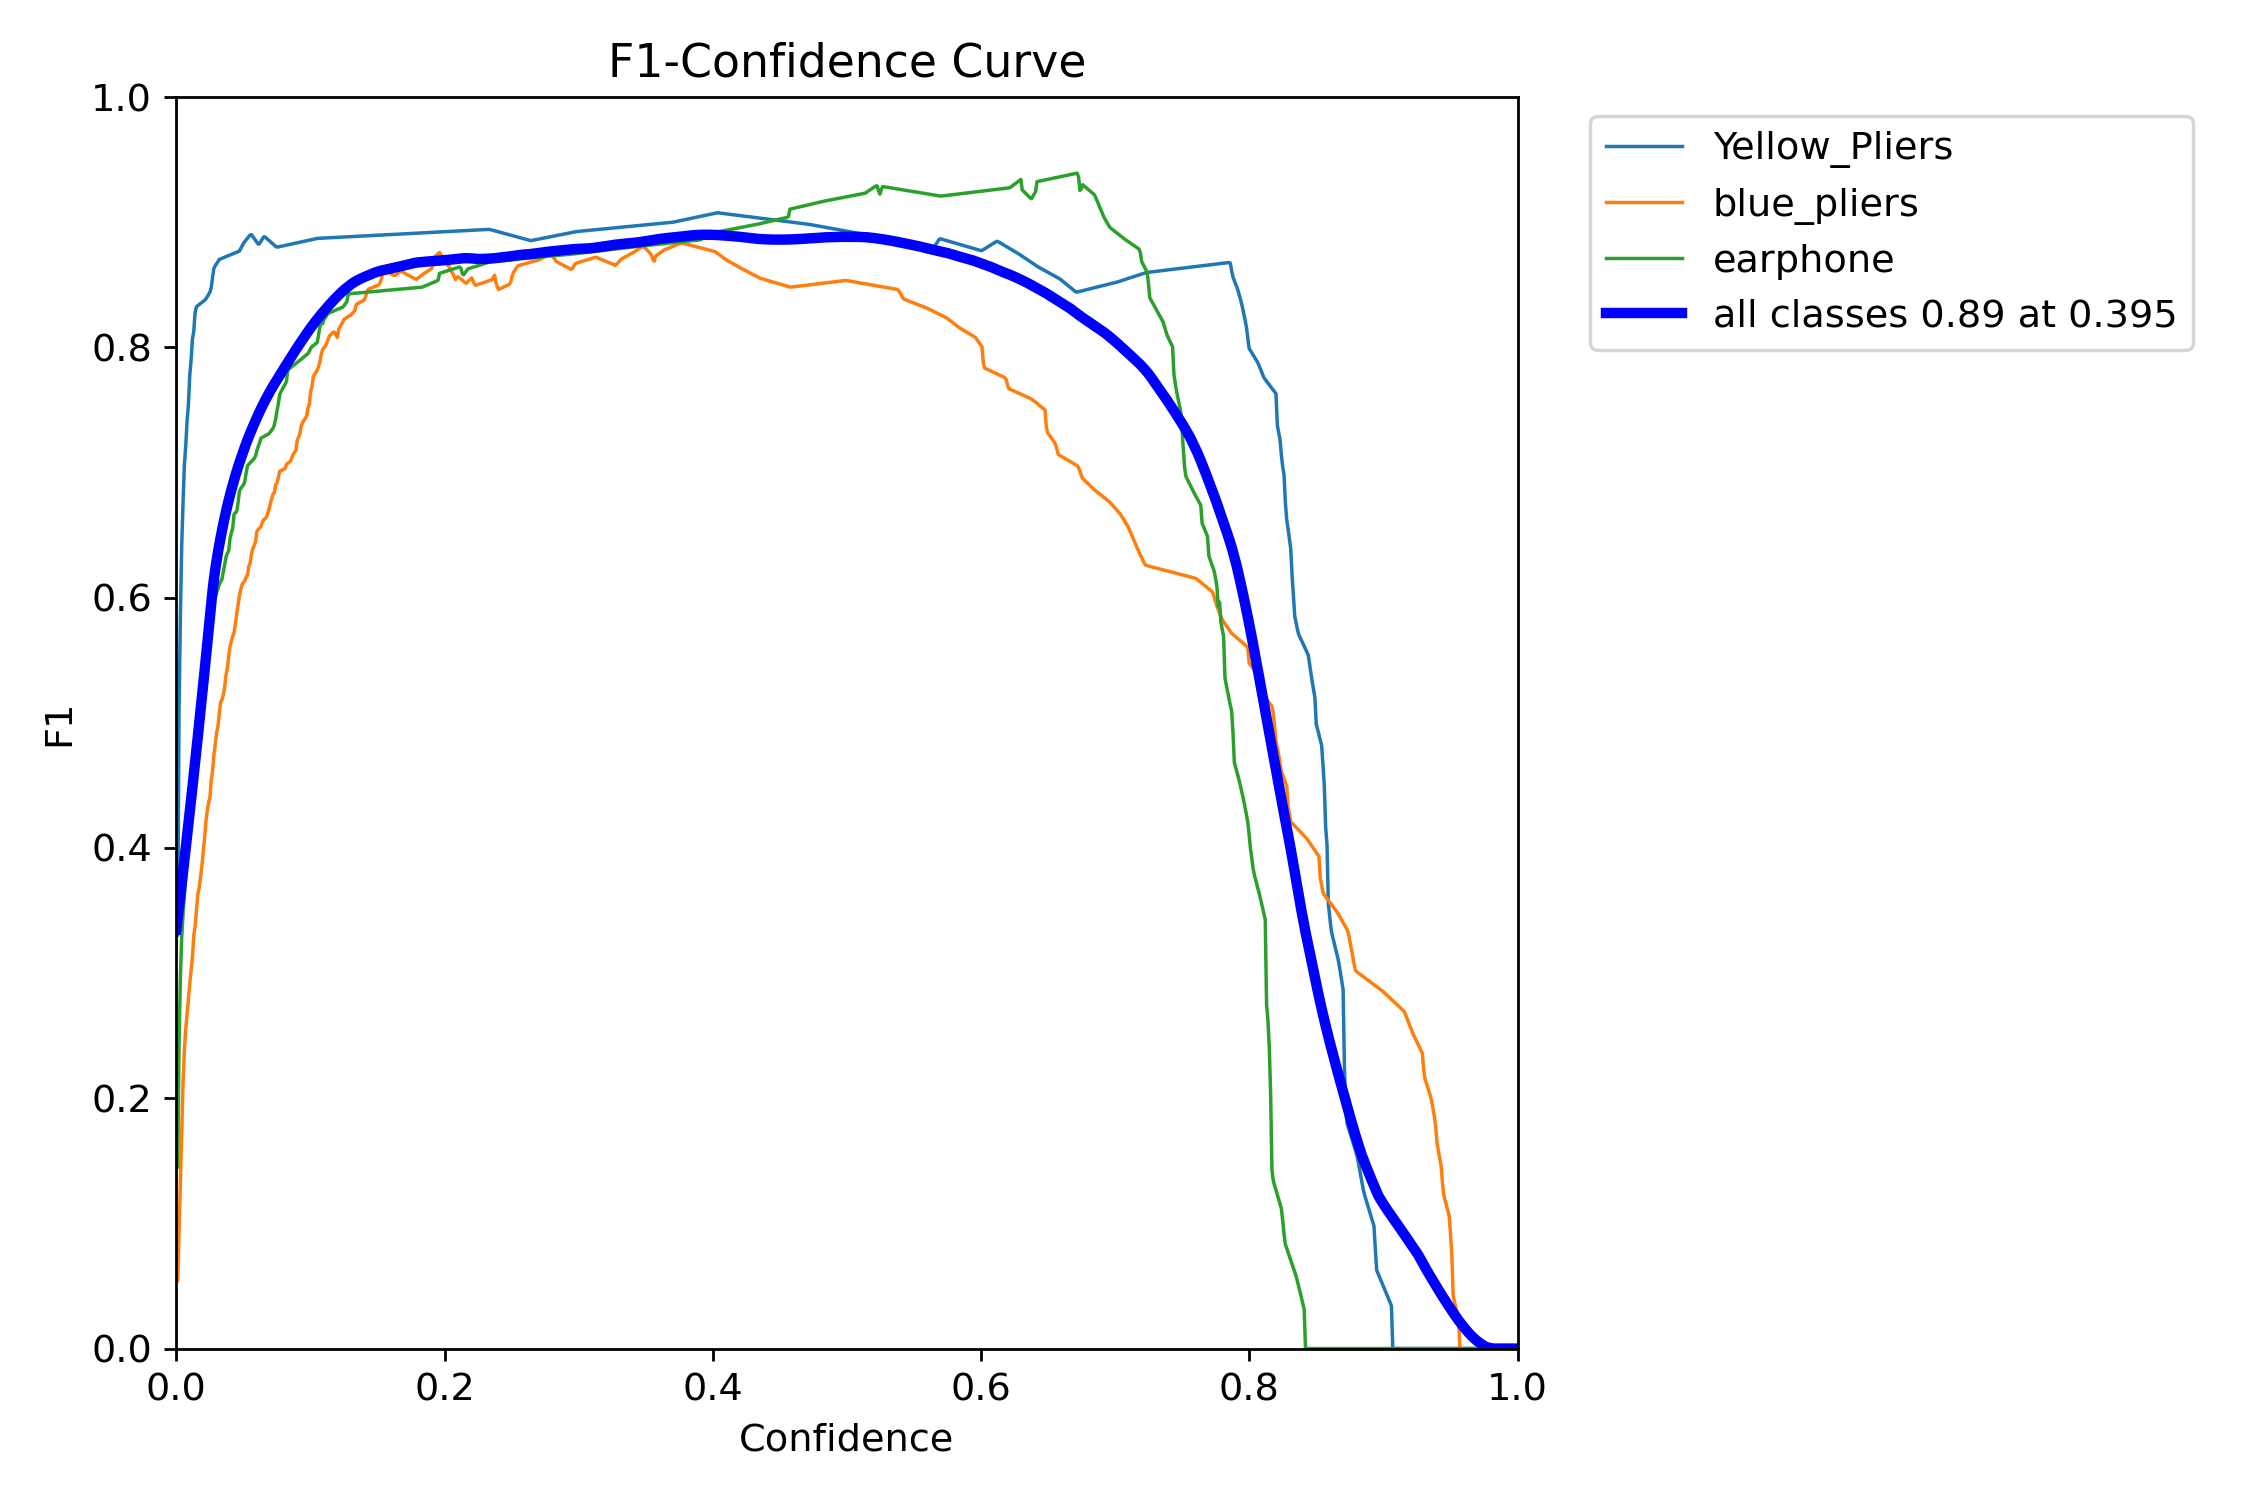 F1-Confidence Curve
1.0
0.8
0.6
0.4
0.2
0.0
F1
0.0 0.2 0.4 0.6 0.8 1.0
Confidence
Yellow_Pliers
blue_pliers
earphone
all classes 0.89 at 0.395